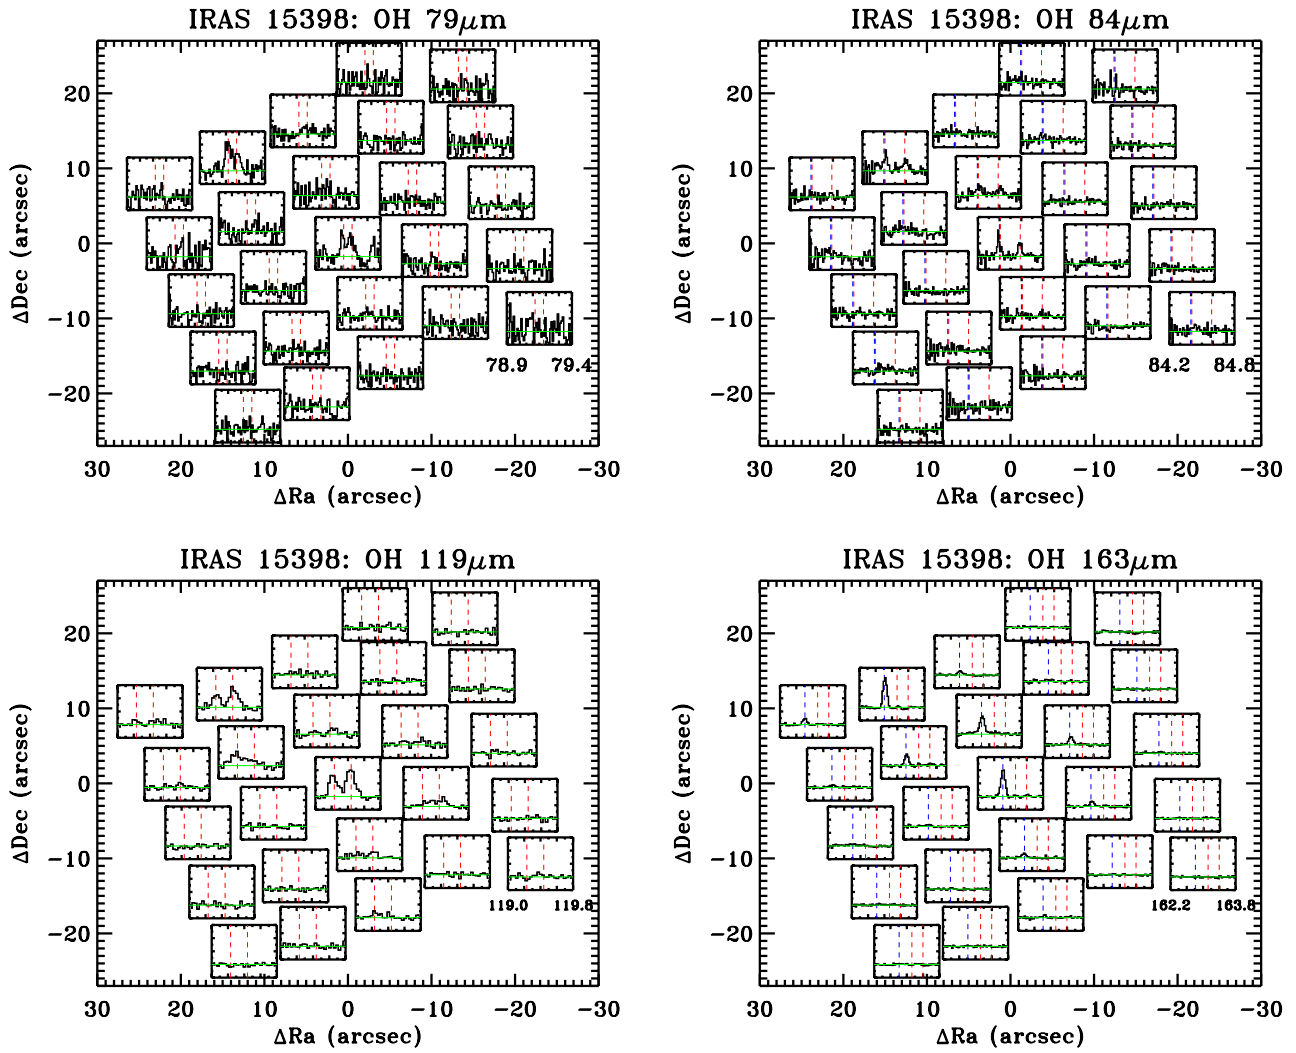 IRAS 15398: OH 79μm
IRAS 15398: OH 84μm
ΔDec (arcsec)
20
10
0
−10
−20
78.9 79.4
30 20 10 0 −10 −20 −30
ΔRa (arcsec)
ΔDec (arcsec)
20
10
0
−10
−20
84.2 84.8
30 20 10 0 −10 −20 −30
ΔRa (arcsec)
IRAS 15398: OH 119μm
IRAS 15398: OH 163μm
ΔDec (arcsec)
20
10
0
−10
−20
119.0 119.8
30 20 10 0 −10 −20 −30
ΔRa (arcsec)
ΔDec (arcsec)
20
10
0
−10
−20
162.2 163.8
30 20 10 0 −10 −20 −30
ΔRa (arcsec)